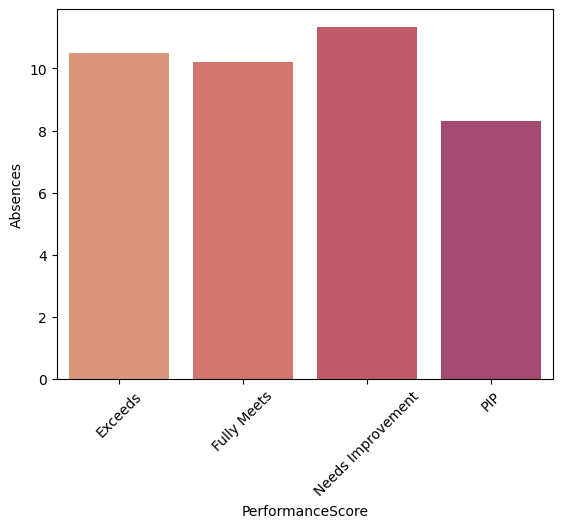 10
8
6
4
2
0
Absences
Exceeds
Fully Meets
Needs Improvement
PIP
PerformanceScore